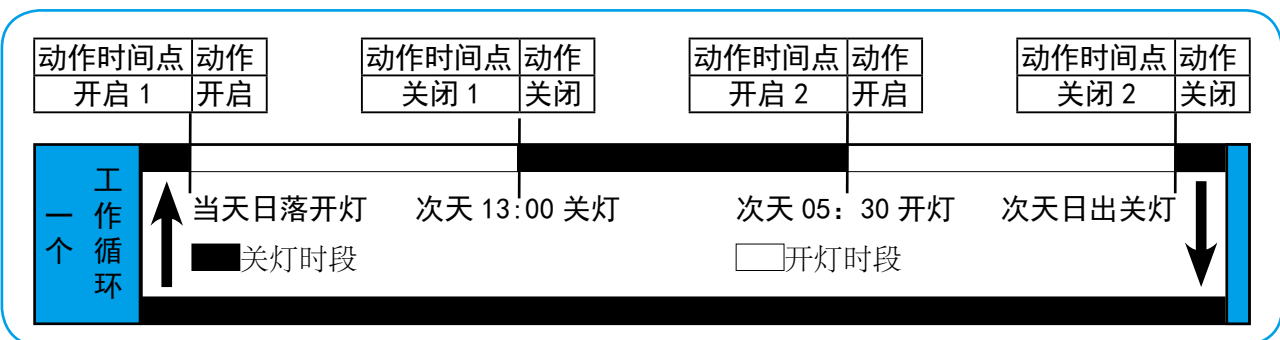 动作时间点 动作
开启 1 开启
动作时间点 动作
关闭 1 关闭
动作时间点 动作
开启 2 开启
动作时间点 动作
关闭 2 关闭
一个
工作循环
当天日落开灯
次天 13:00 关灯
次天 05：30 开灯
次天日出关灯
关灯时段
开灯时段